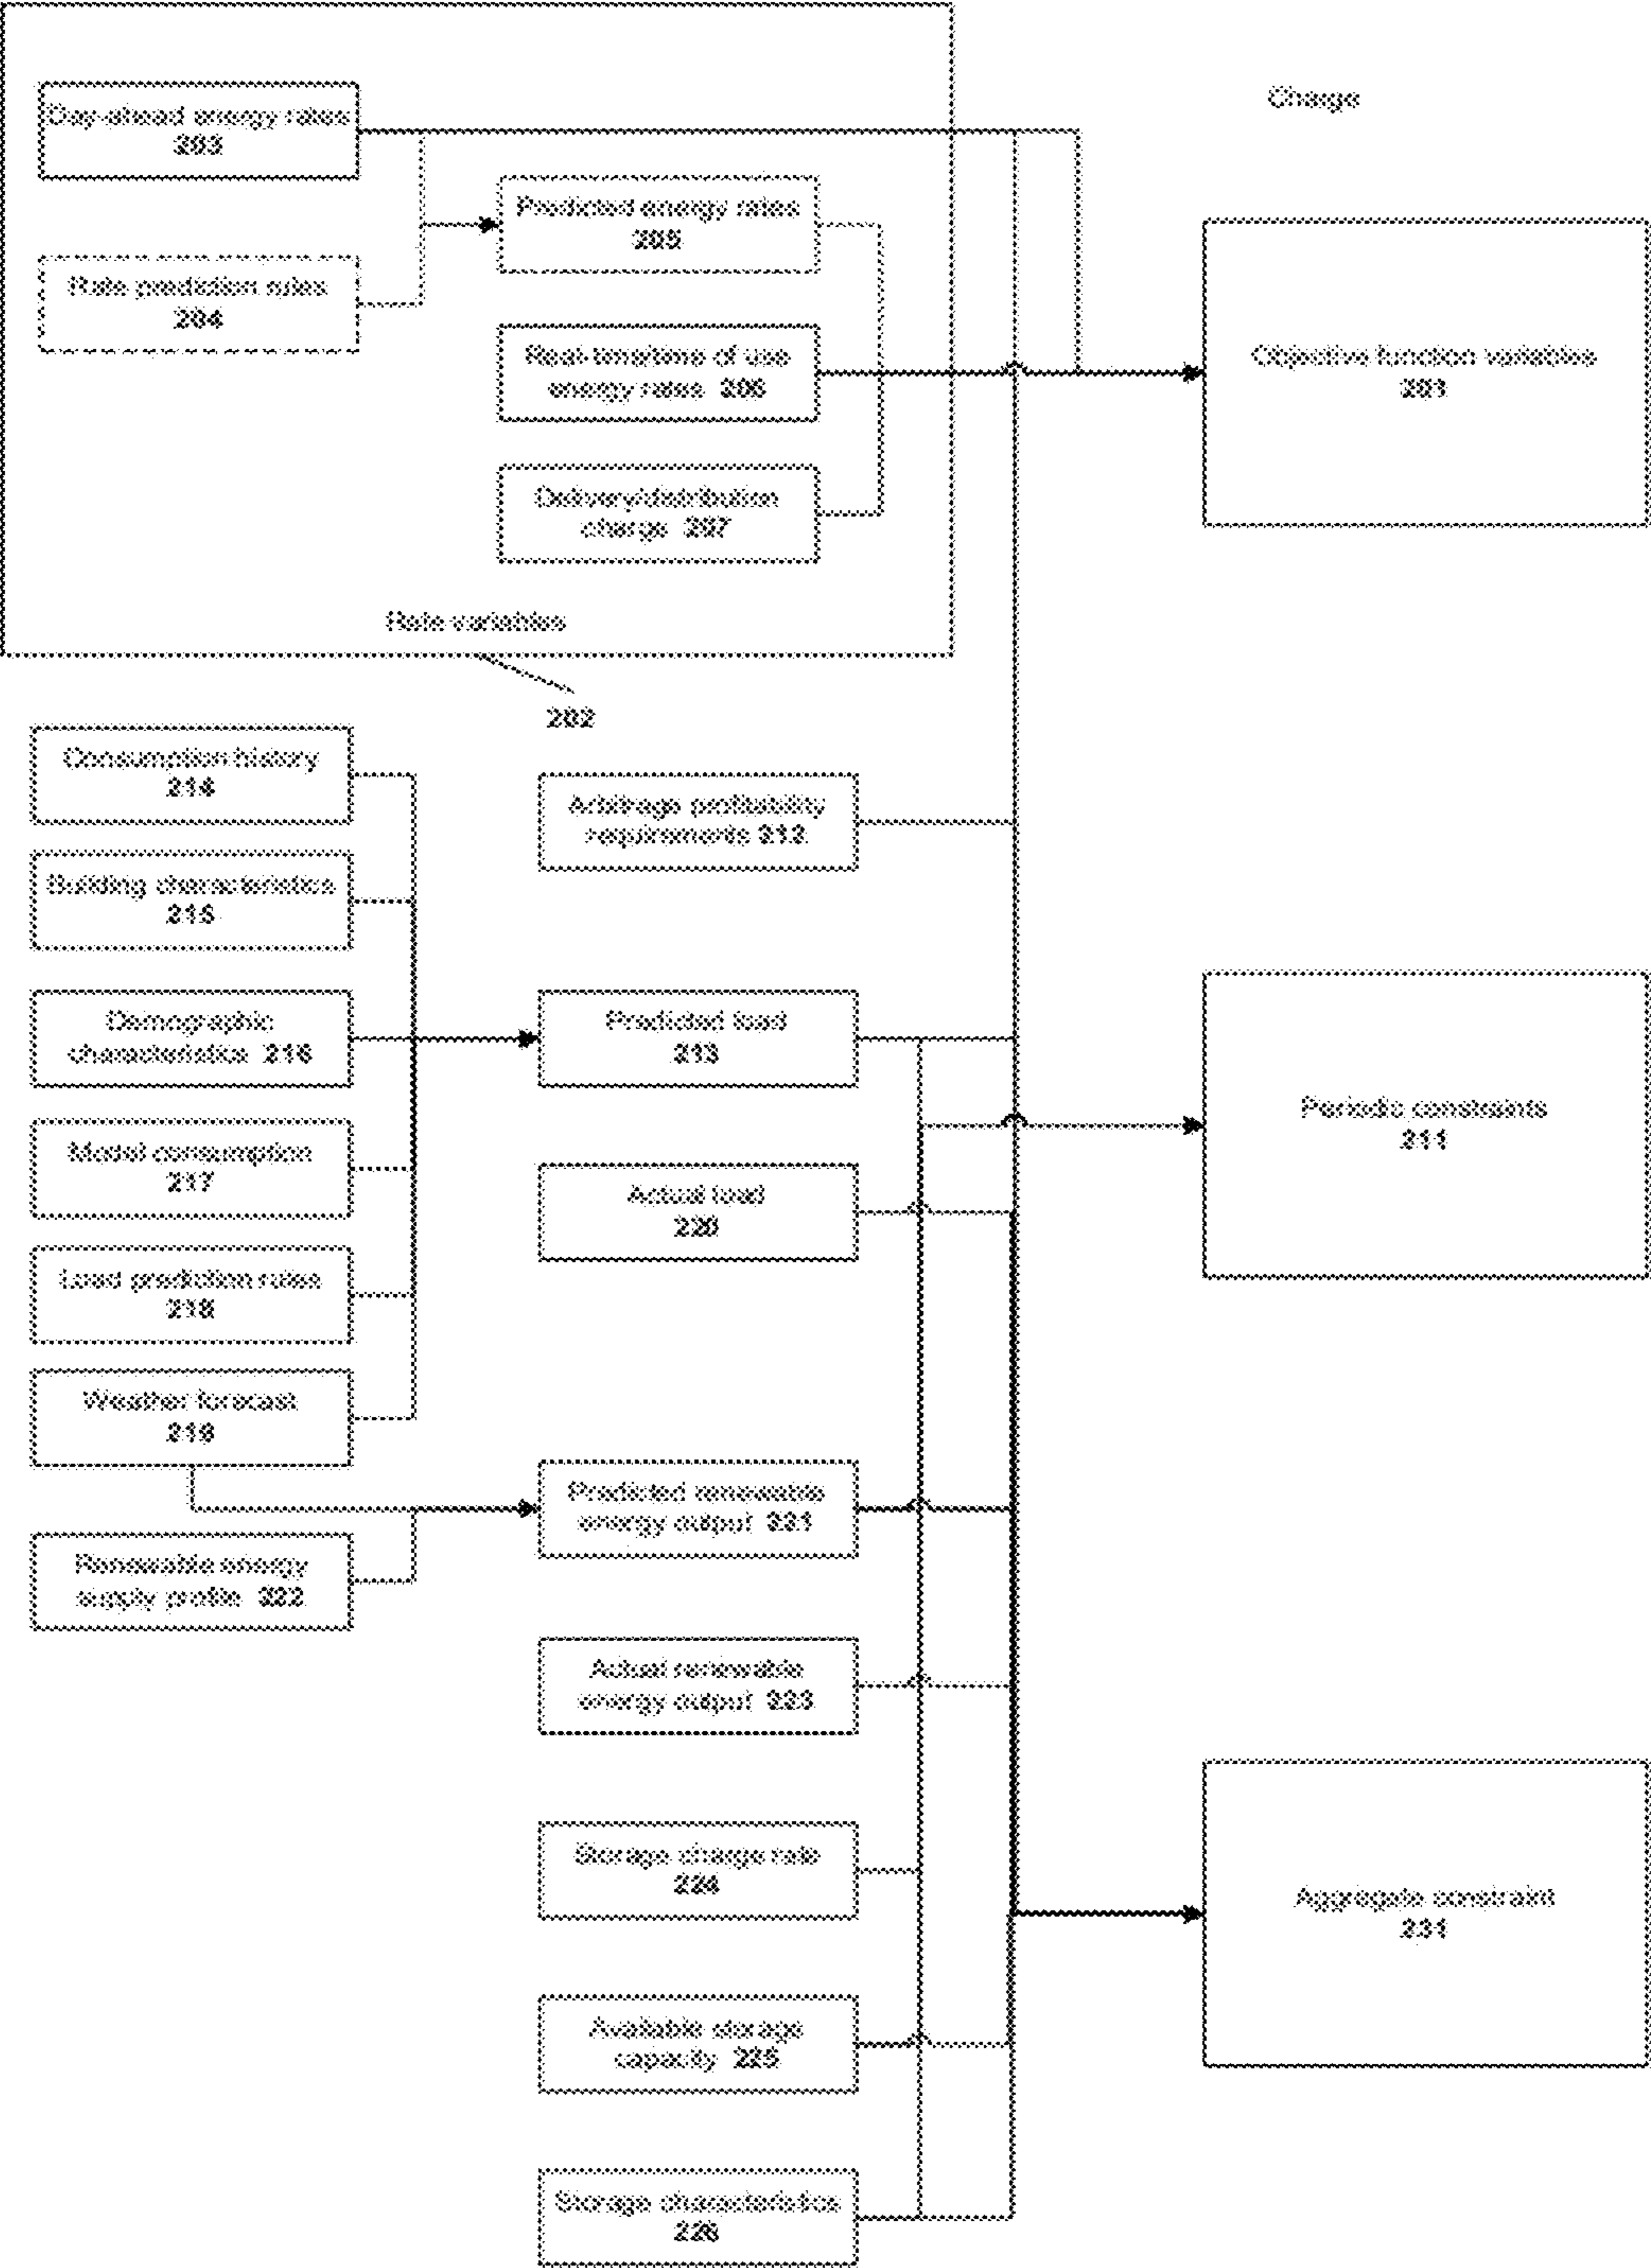 Charge
Day-ahead energy rates
203
Predicted energy rates
205
Rate prediction rules
204
Real-time/time of use
energy rates 206
Objective function variables
201
Delivery/distribution
charge 207
Rate variables
202
Consumption history
214
Arbitrage profitability
requirements 212
Building characteristics
215
Demographic
characteristics 216
Predicted load
213
Periodic constraints
211
Model consumption
217
Actual load
220
Load prediction rules
218
Weather forecast
219
Predicted renewable
energy output 221
Renewable energy
supply profile 222
Actual renewable
energy output 223
Storage charge rate
224
Aggregate constraint
231
Available storage
capacity 225
Storage characteristics
226